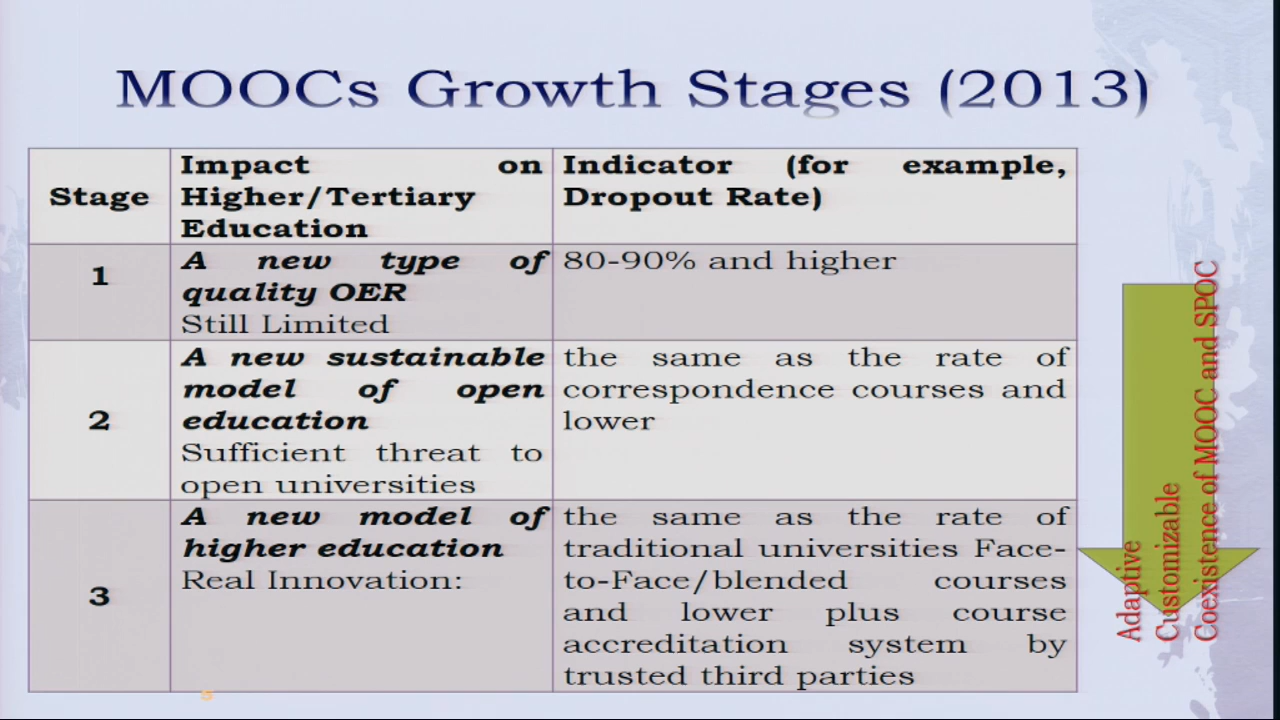 MOOCs Growth Stages (2013)
Stage
Impact on
Higher/Tertiary
Education
Indicator (for example,
Dropout Rate)
1
A new type of
quality OER
Still Limited
80-90% and higher
2
A new sustainable
model of open
education
Sufficient threat to
open universities
the same as the rate of
correspondence courses and
lower
3
A new model of
higher education
Real Innovation:
the same as the rate of
traditional universities Face-
to-Face/blended courses
and lower plus course
accreditation system by
trusted third parties
Adaptive
Customizable
Coexistence of MOOC and SPOC